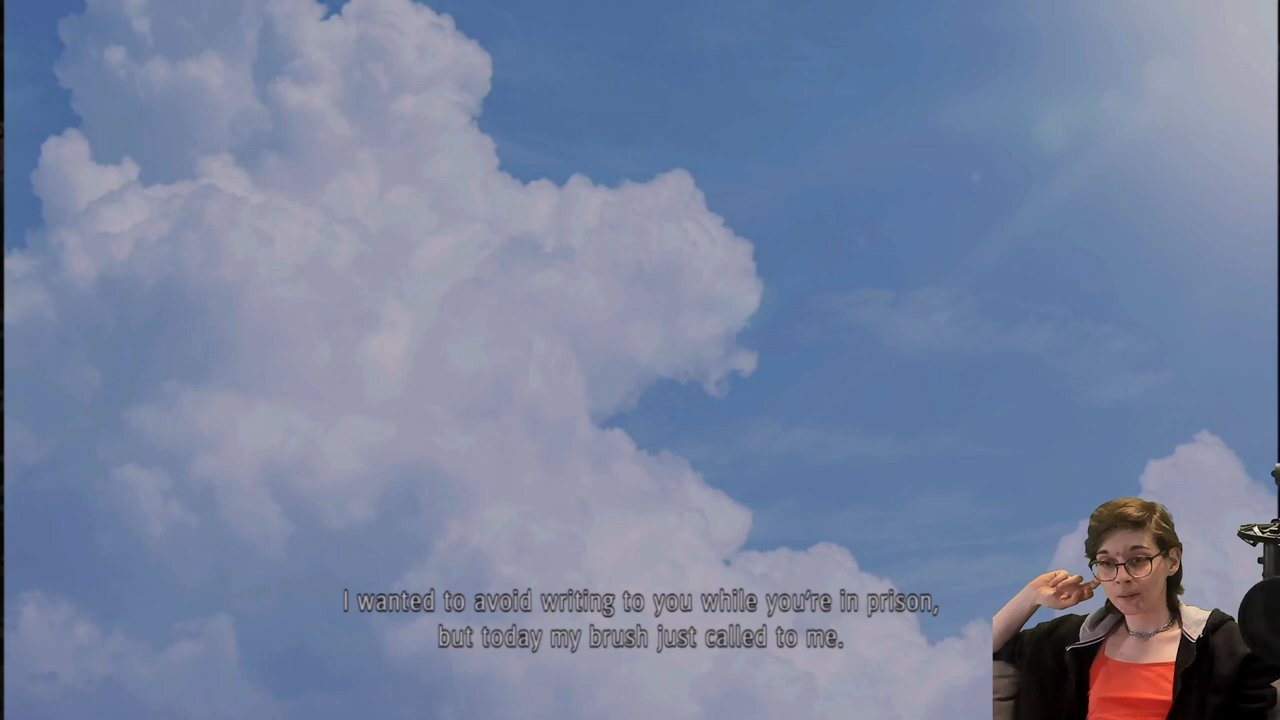 I wanted to avoid writing to you while you're in prison,
but today my brush just called to me.